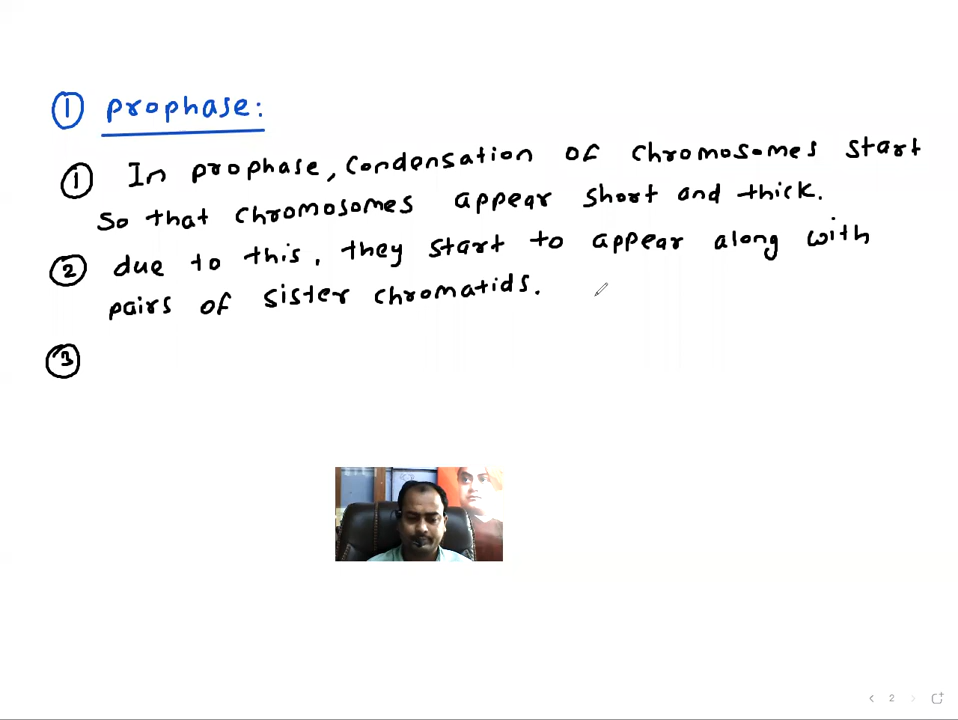 ① prophase:
① In prophase, condensation of chromosomes start
so that chromosomes appear short and thick.
② due to this, they start to appear along with
pairs of sister chromatids.
③
2